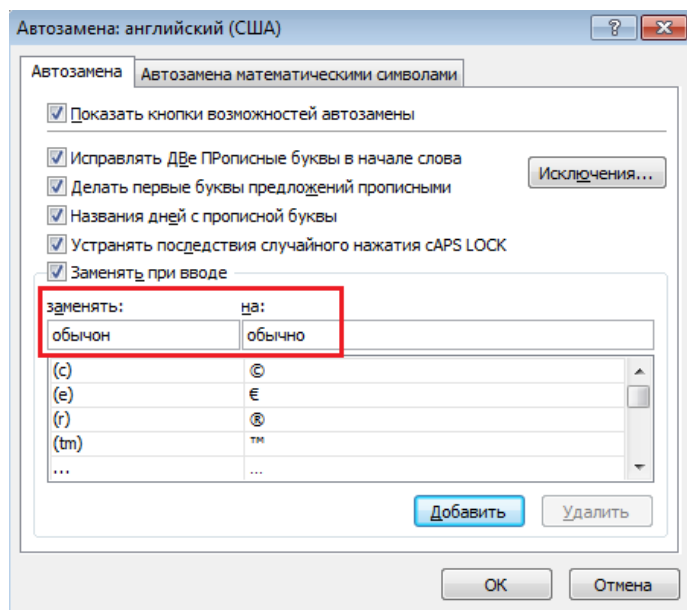 Автозамена: английский (США)
Автозамена Автозамена математическими символами
Показать кнопки возможностей автозамены
Исправлять ДВе ПРописные буквы в начале слова
Исключения...
Делать первые буквы предложений прописными
Названия дней с прописной буквы
Устранять последствия случайного нажатия cAPS LOCK
Заменять при вводе
заменять: на:
обычон обычно
(c) ©
(e) €
(r) ®
(tm) ™
... …
Добавить Удалить
ОК Отмена